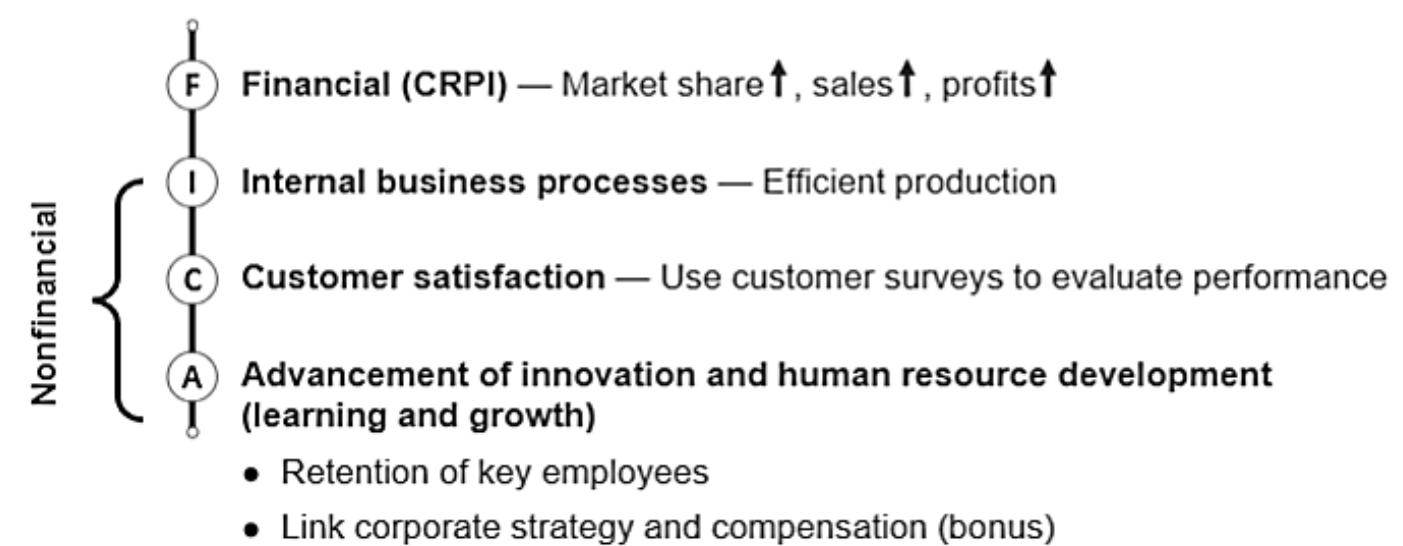 F Financial (CRPI) — Market share↑, sales↑, profits↑
I Internal business processes — Efficient production
Nonfinancial
C Customer satisfaction — Use customer surveys to evaluate performance
A Advancement of innovation and human resource development
(learning and growth)
• Retention of key employees
• Link corporate strategy and compensation (bonus)